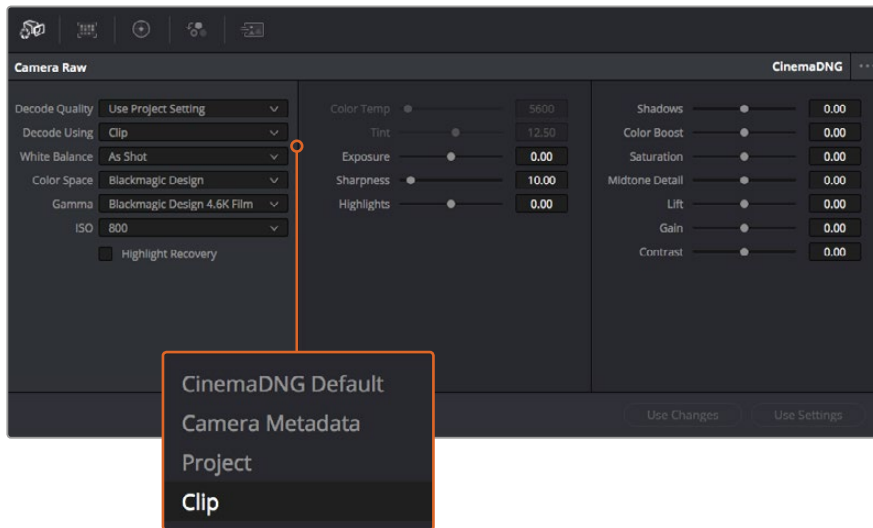 Camera Raw
CinemaDNG
Decode Quality Use Project Setting
Decode Using Clip
White Balance As Shot
Color Space Blackmagic Design
Gamma Blackmagic Design 4.6K Film
ISO 800
Highlight Recovery
Color Temp 5600
Tint 12.50
Exposure 0.00
Sharpness 10.00
Highlights 0.00
Shadows 0.00
Color Boost 0.00
Saturation 0.00
Midtone Detail 0.00
Lift 0.00
Gain 0.00
Contrast 0.00
Use Changes
Use Settings
CinemaDNG Default
Camera Metadata
Project
Clip